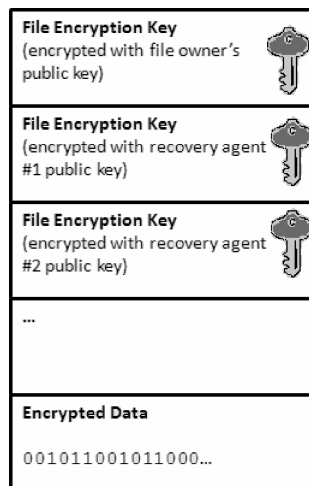 File Encryption Key
(encrypted with file owner's
public key)
C
File Encryption Key
(encrypted with recovery agent
#1 public key)
C
File Encryption Key
(encrypted with recovery agent
#2 public key)
C
...
Encrypted Data
001011001011000...